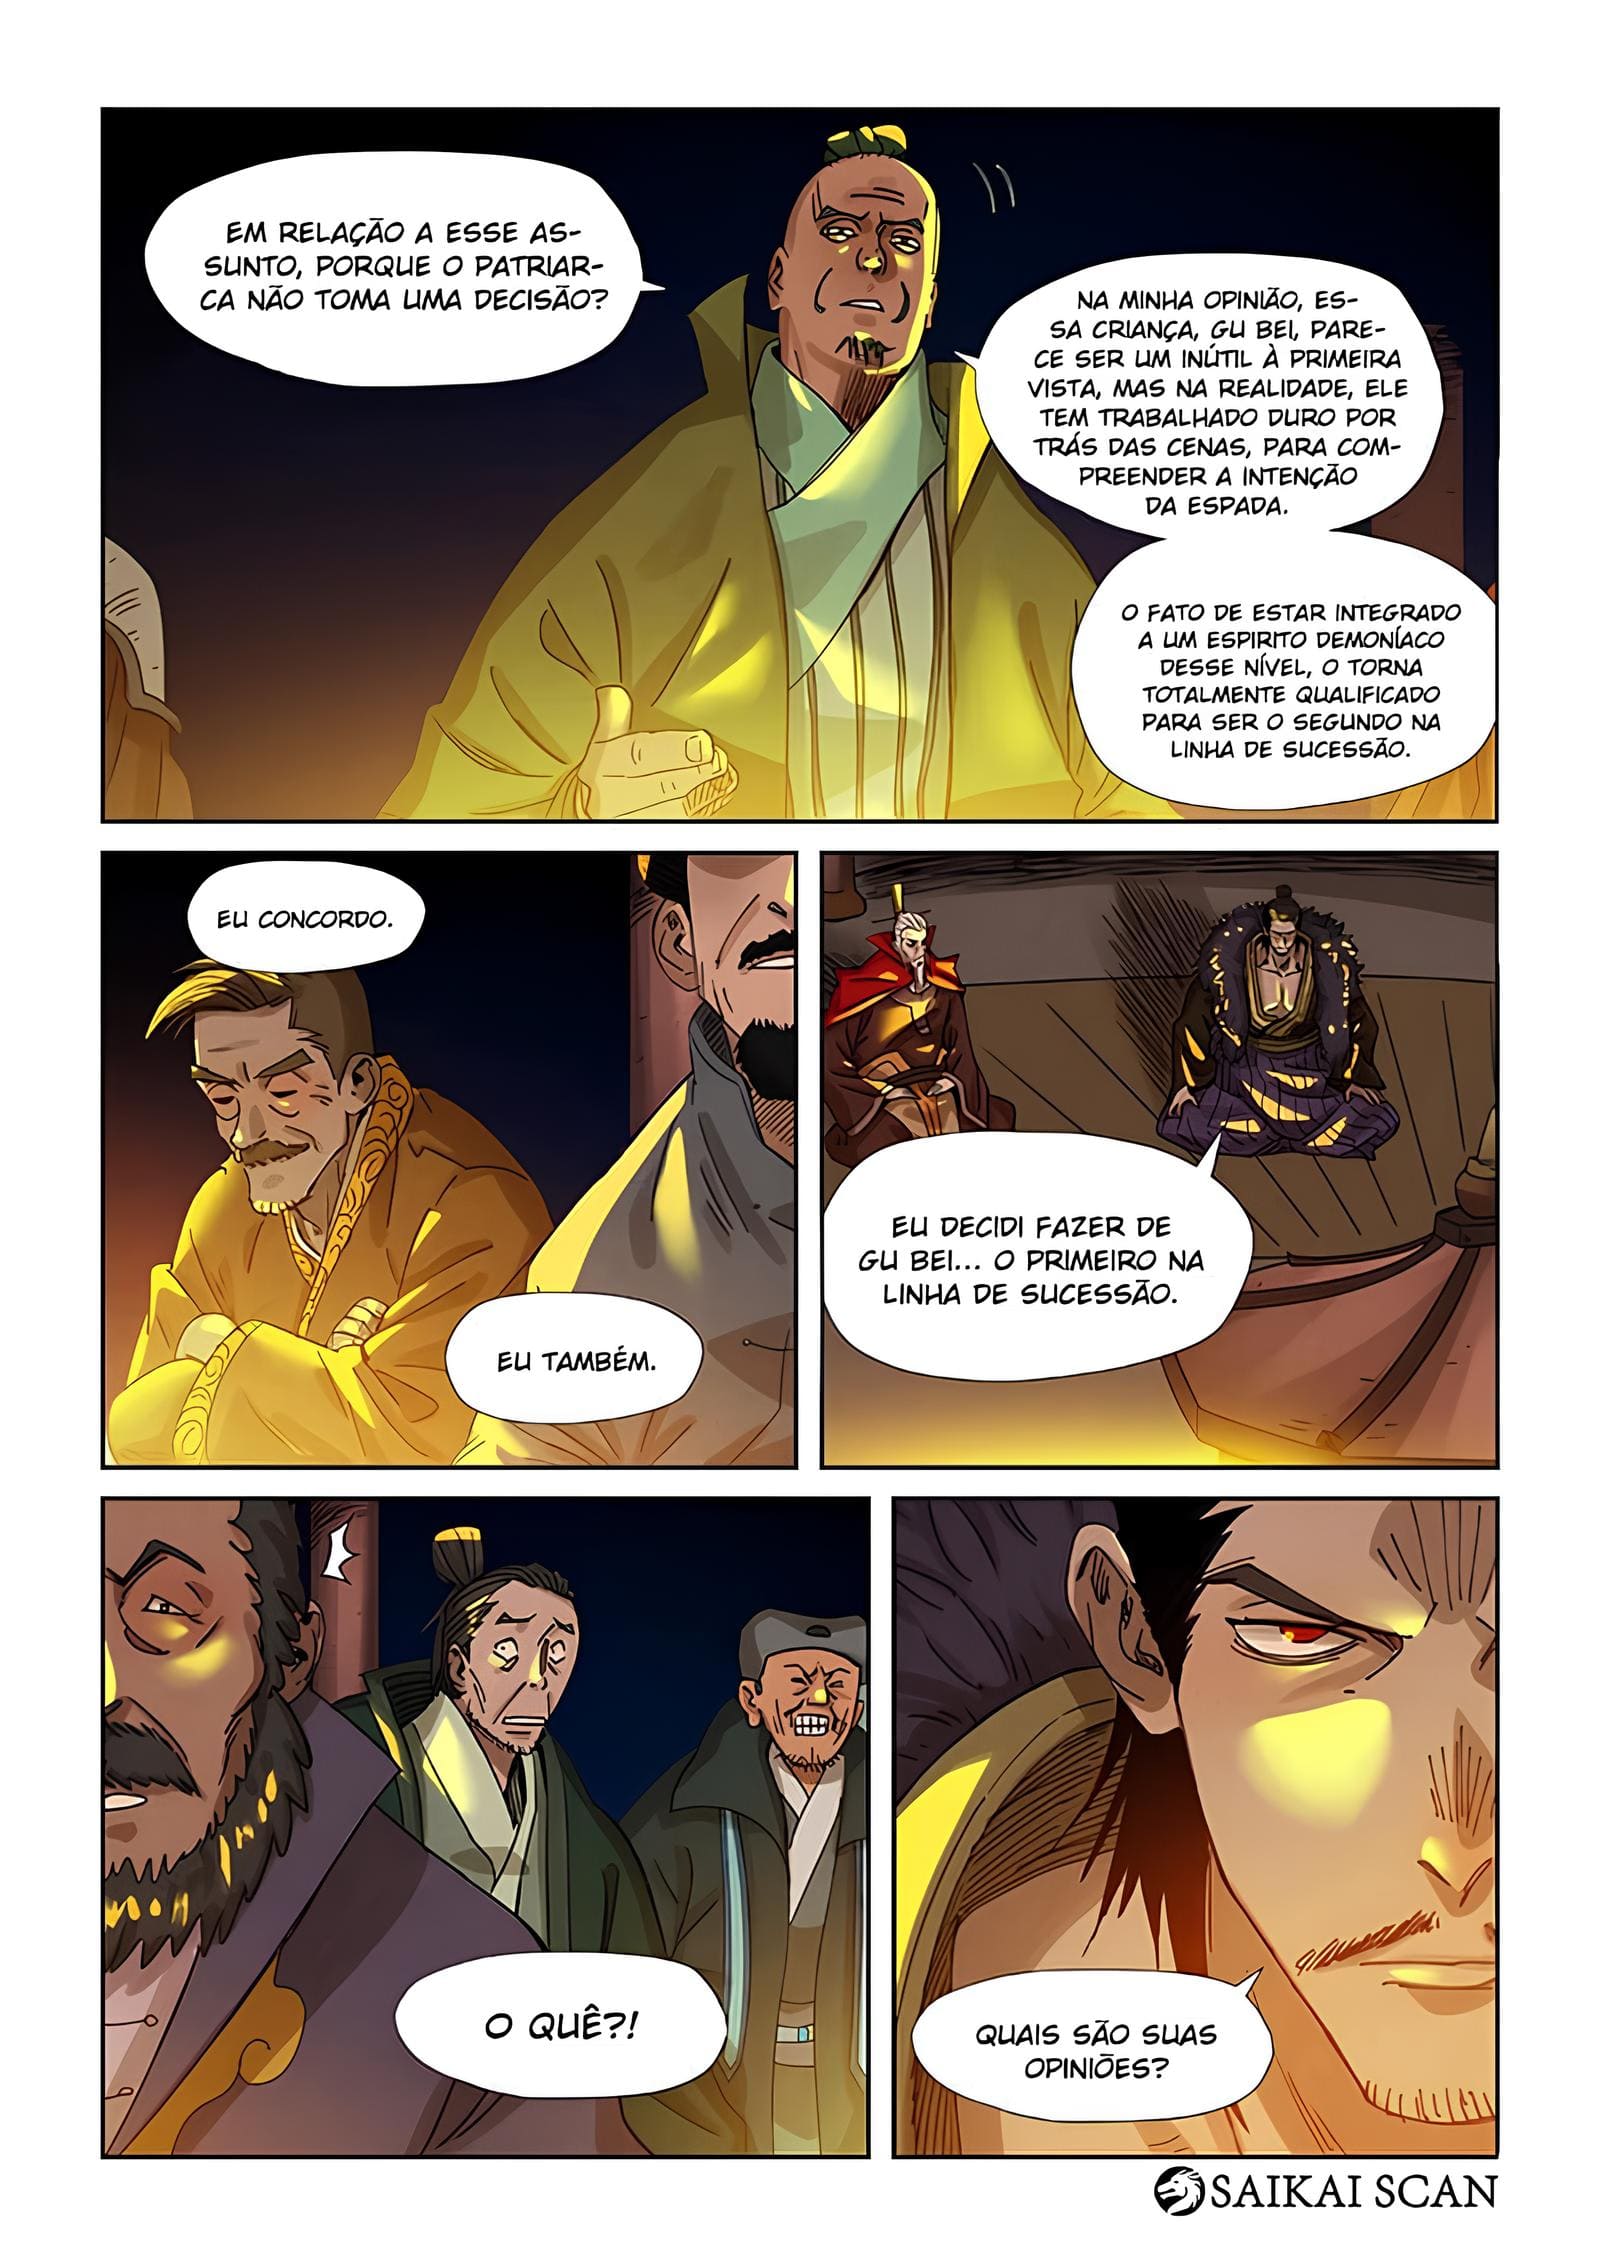 EM RELAÇÃO A ESSE AS-
SUNTO, PORQUE O PATRIAR-
CA NÃO TOMA UMA DECISÃO?
NA MINHA OPINIÃO, ES-
SA CRIANÇA, GU BEI, PARE-
CE SER UM INÚTIL À PRIMEIRA
VISTA, MAS NA REALIDADE, ELE
TEM TRABALHADO DURO POR
TRÁS DAS CENAS, PARA COM-
PREENDER A INTENÇÃO
DA ESPADA.
O FATO DE ESTAR INTEGRADO
A UM ESPIRITO DEMONÍACO
DESSE NÍVEL, O TORNA
TOTALMENTE QUALIFICADO
PARA SER O SEGUNDO NA
LINHA DE SUCESSÃO.
EU CONCORDO.
EU TAMBÉM.
EU DECIDI FAZER DE
GU BEI... O PRIMEIRO NA
LINHA DE SUCESSÃO.
O QUÊ?!
QUAIS SÃO SUAS
OPINIÕES?
SAIKAI SCAN